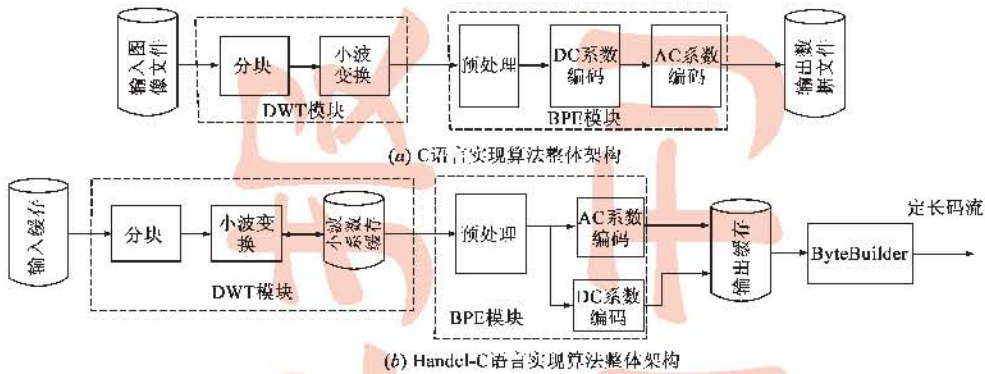 输入图
像文件
分块
小波
变换
DWT模块
预处理
DC系数
编码
AC系数
编码
BPE模块
输出数
据文件
(a) C语言实现算法整体架构
输入缓存
分块
小波变
换
小波
系数
缓存
DWT模块
预处理
AC系数
编码
DC系数
编码
BPE模块
输出缓存
ByteBuilder
定长码流
(b) Handel-C语言实现算法整体架构